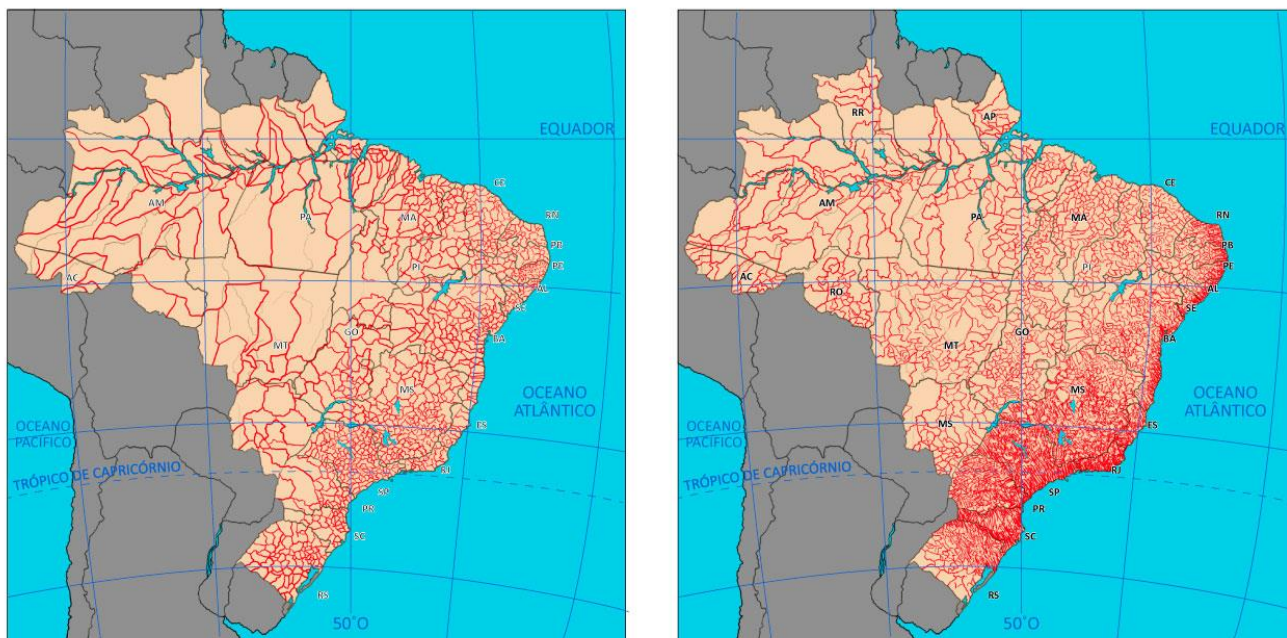 EQUADOR
CE
RN
AM
PA
MA
PB
PE
PI
AC
AL
SE
GO
BA
MT
MS
OCEANO
ATLÂNTICO
OCEANO
PACÍFICO
ES
TRÓPICO DE CAPRICÓRNIO
RJ
SP
PR
SC
RS
50°O
RR
AP
EQUADOR
CE
AM
PA
MA
RN
PB
PE
PI
AC
RO
AL
SE
BA
MT
GO
MS
OCEANO
ATLÂNTICO
OCEANO
PACÍFICO
MS
ES
TRÓPICO DE CAPRICÓRNIO
RJ
SP
PR
SC
RS
50°O